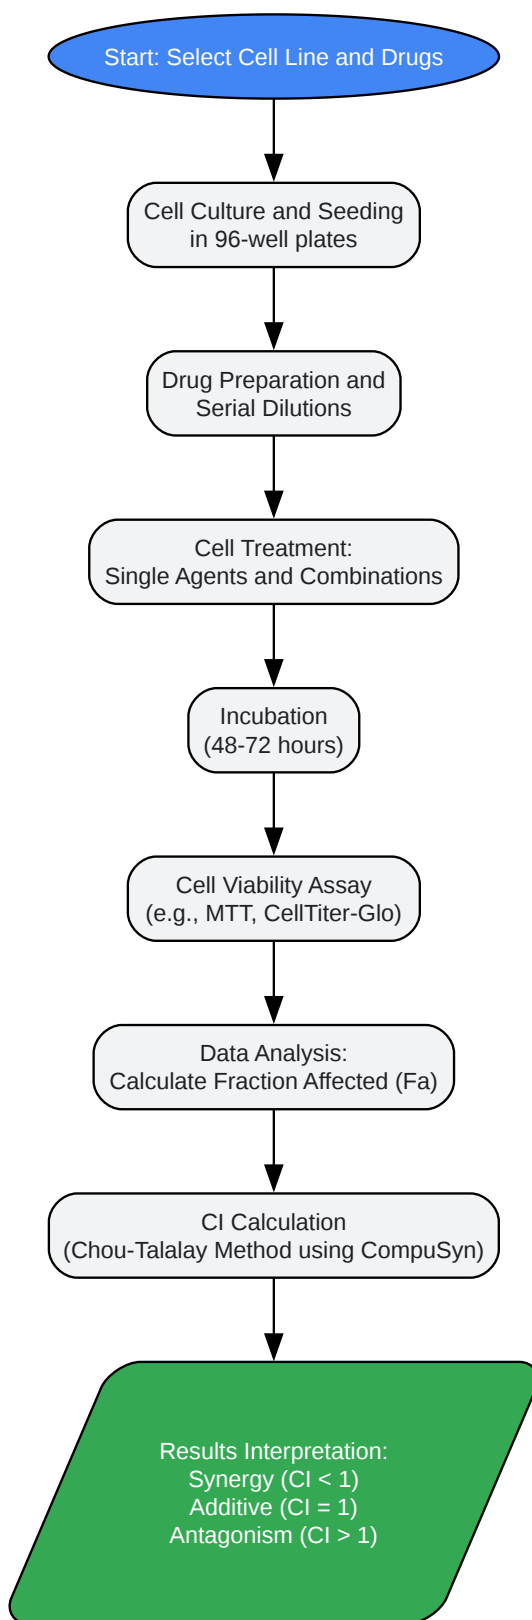 Start: Select Cell Line and Drugs
Cell Culture and Seeding
in 96-well plates
Drug Preparation and
Serial Dilutions
Cell Treatment:
Single Agents and Combinations
Incubation
(48-72 hours)
Cell Viability Assay
(e.g., MTT, CellTiter-Glo)
Data Analysis:
Calculate Fraction Affected (Fa)
CI Calculation
(Chou-Talalay Method using CompuSyn)
Results Interpretation:
Synergy (CI < 1)
Additive (CI = 1)
Antagonism (CI > 1)